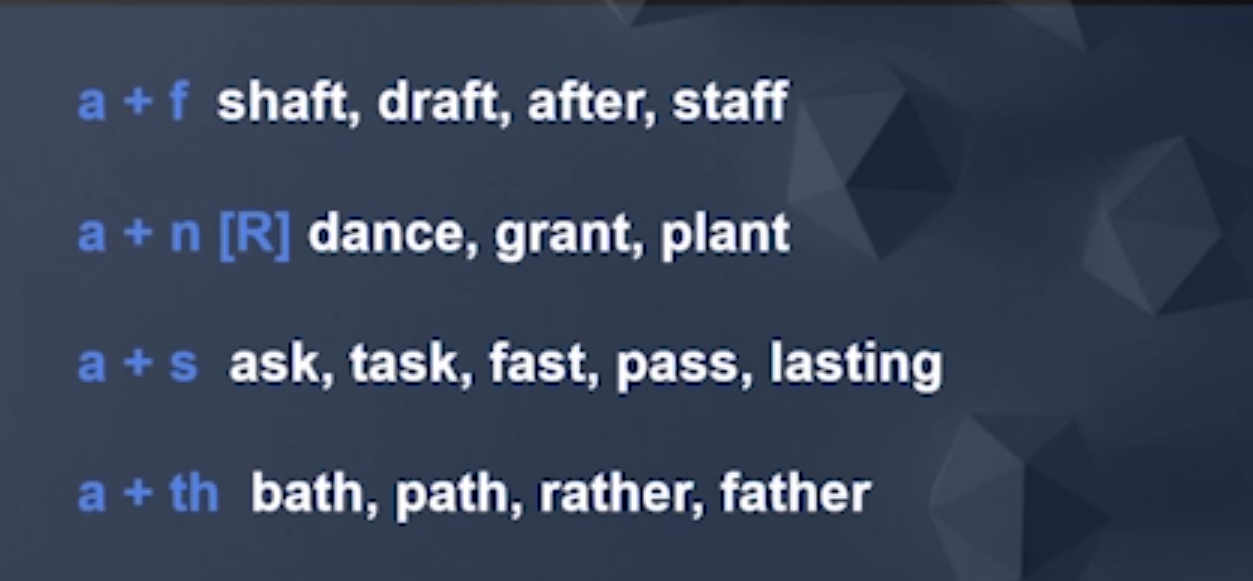 a + f shaft, draft, after, staff
a + n [R] dance, grant, plant
a + s ask, task, fast, pass, lasting
a + th bath, path, rather, father